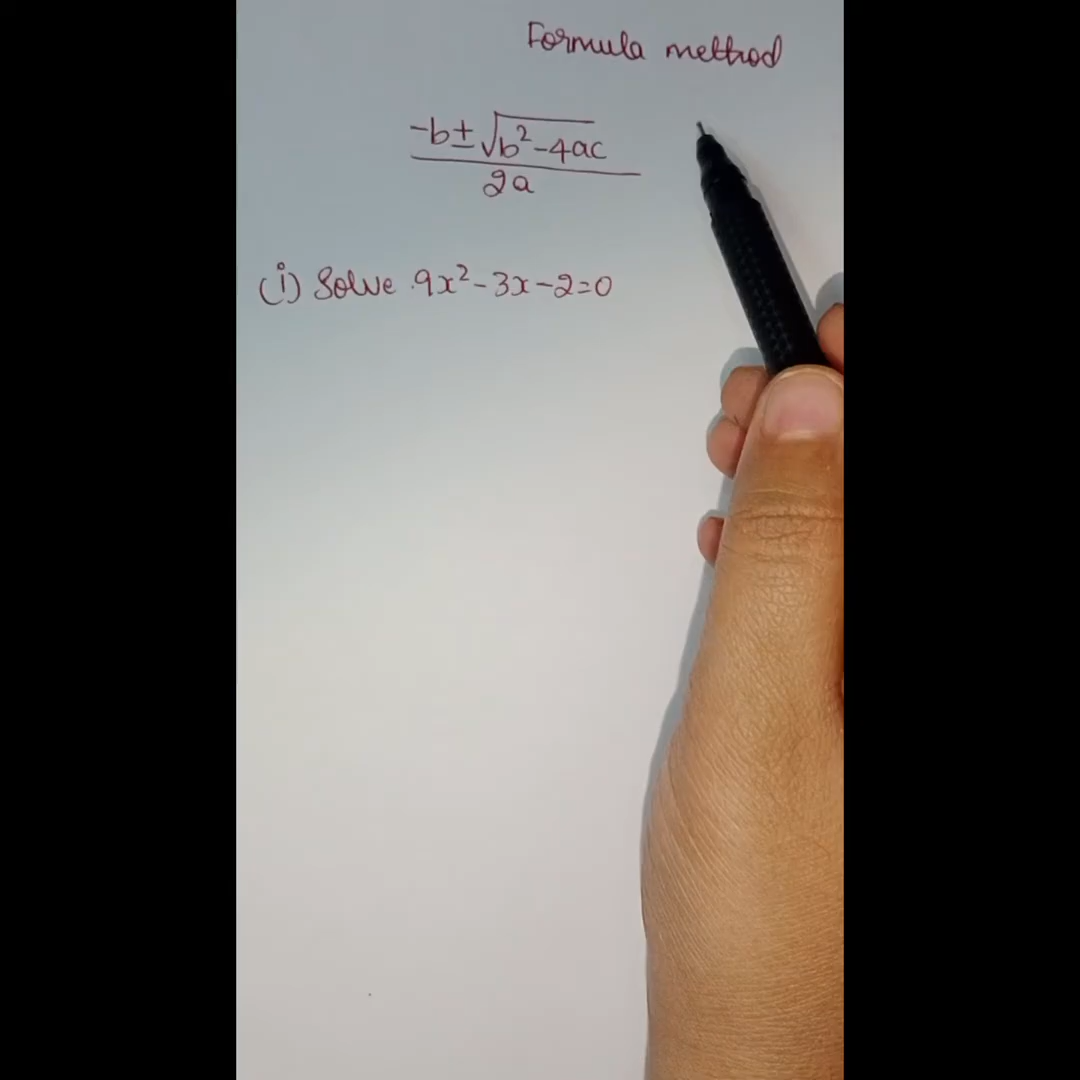 Formula method
-b±√b²-4ac
2a
(i) Solve 9x²-3x-2=0